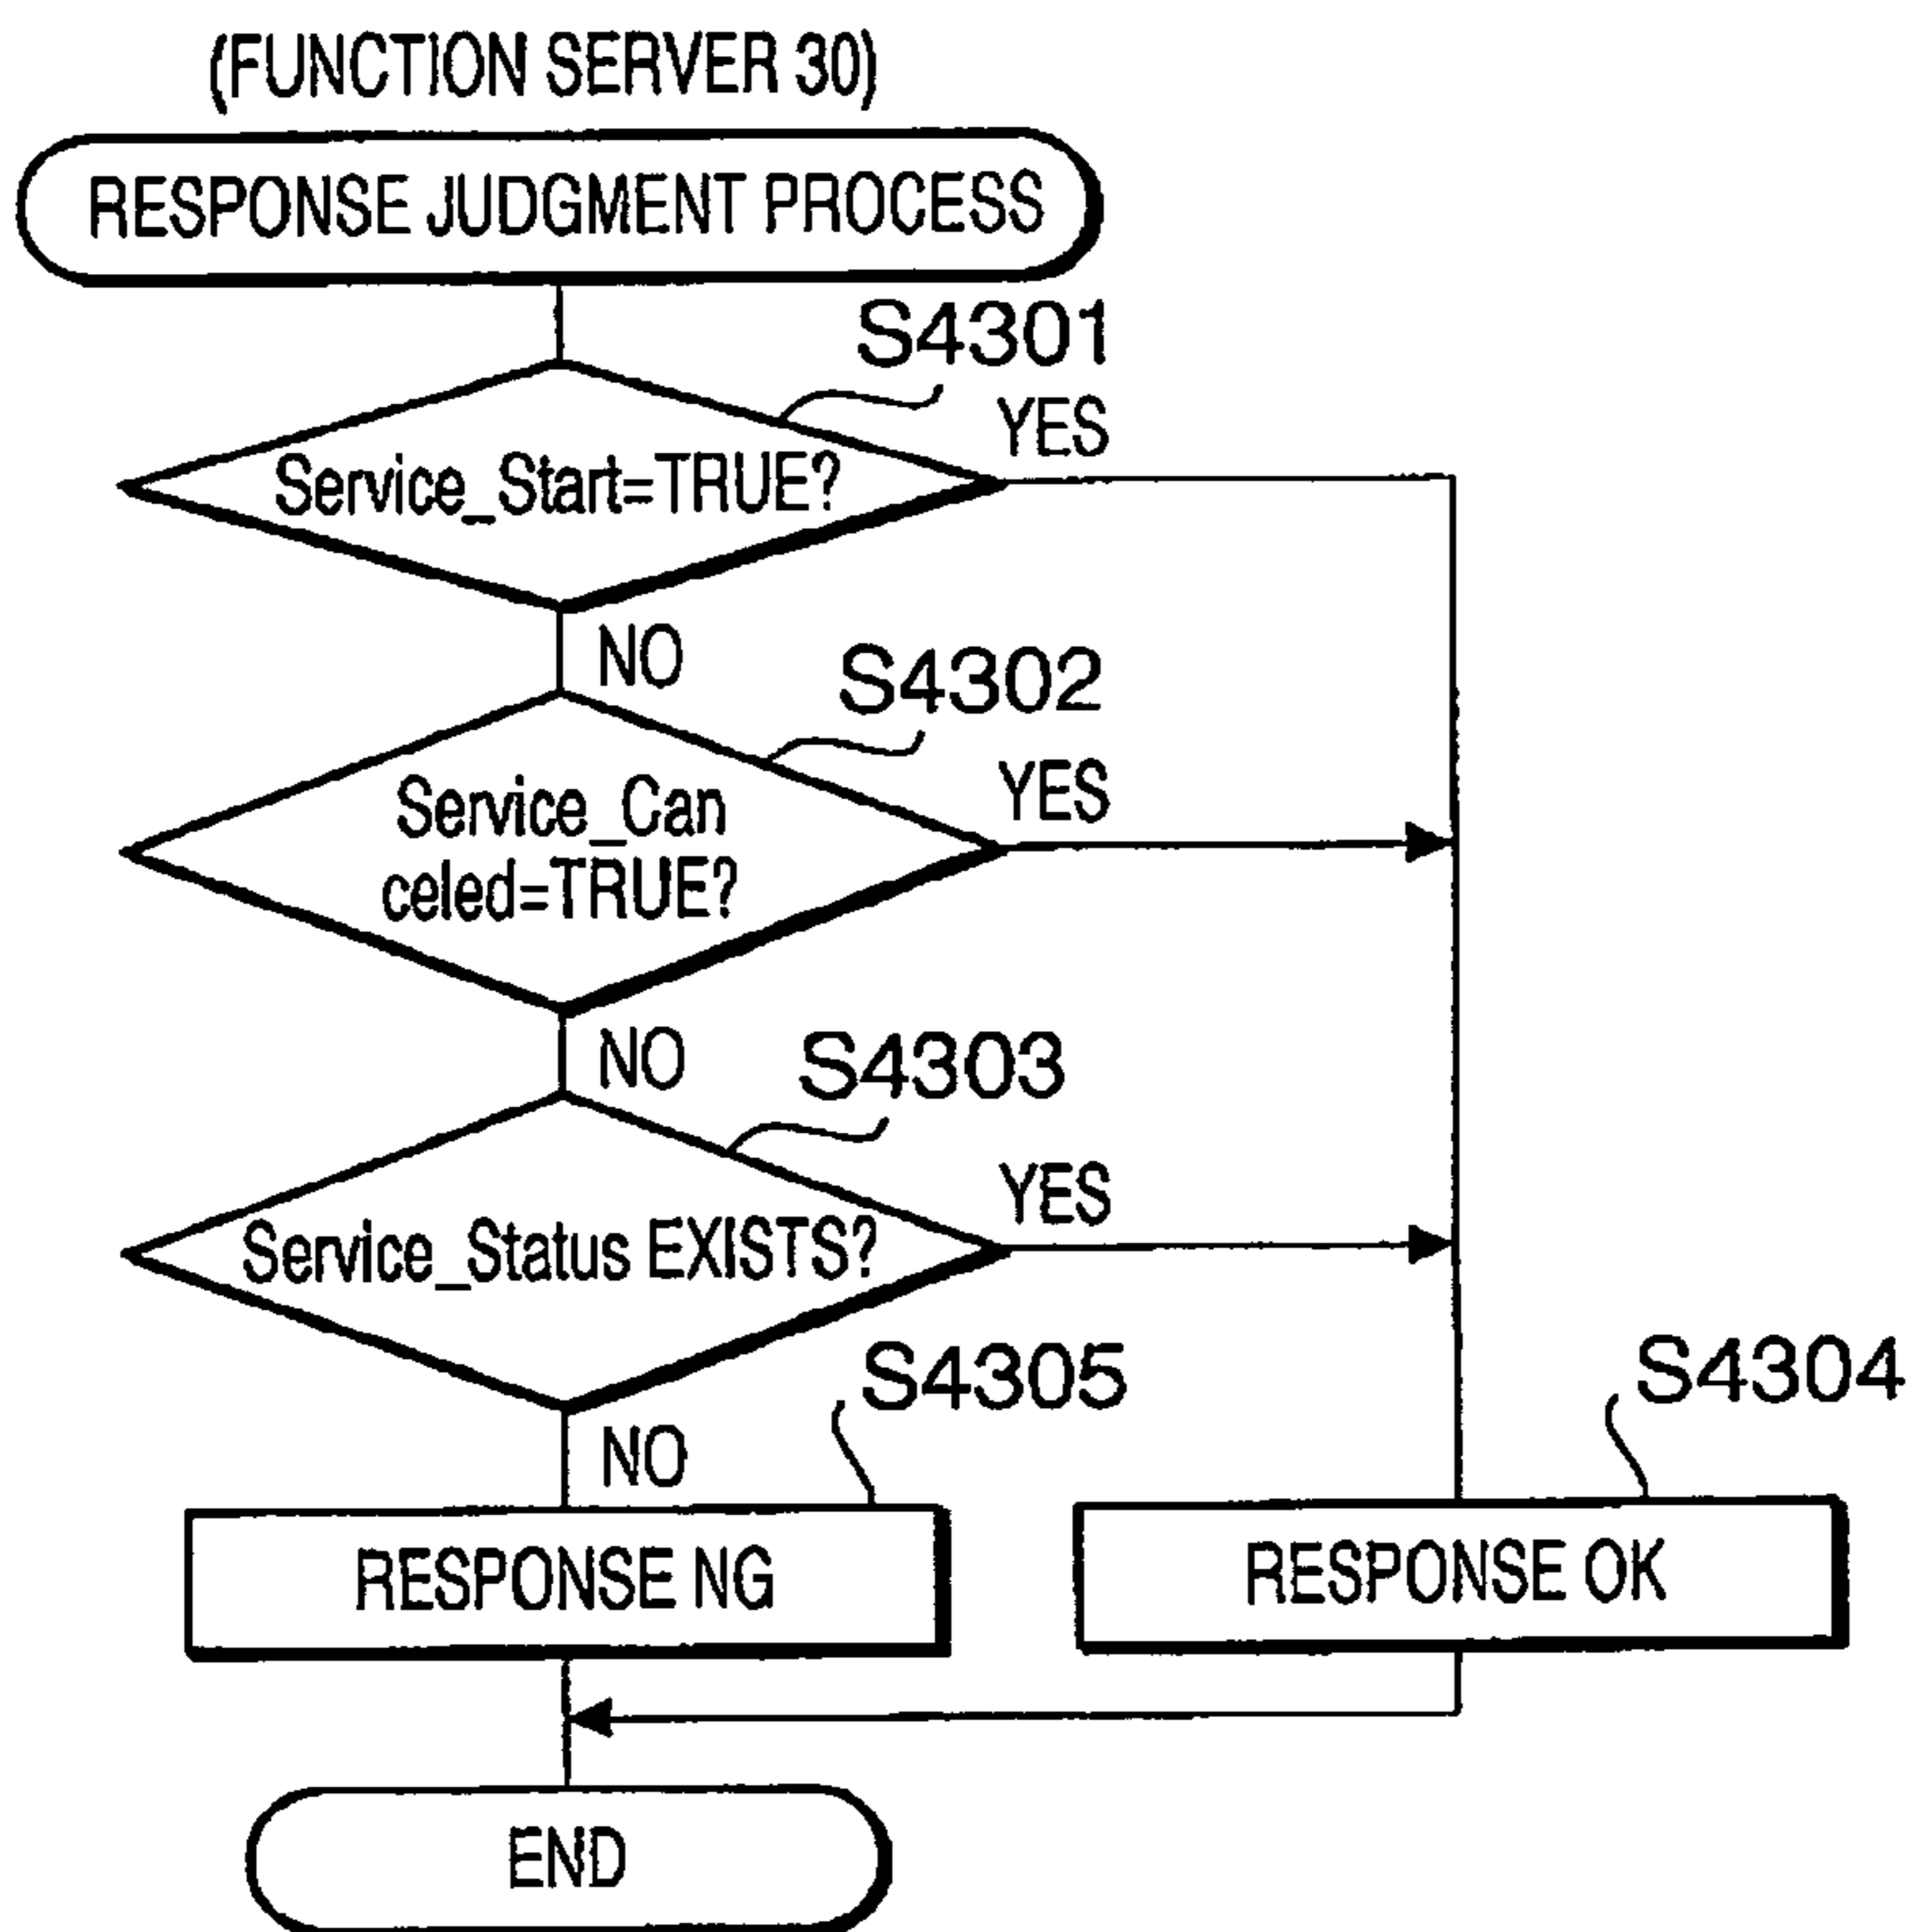 (FUNCTION SERVER 30)
RESPONSE JUDGMENT PROCESS
S4301
YES
Service_Start=TRUE?
NO
S4302
YES
Service_Can
celed=TRUE?
NO
S4303
YES
Service_Status EXISTS?
S4305
S4304
NO
RESPONSE NG
RESPONSE OK
END